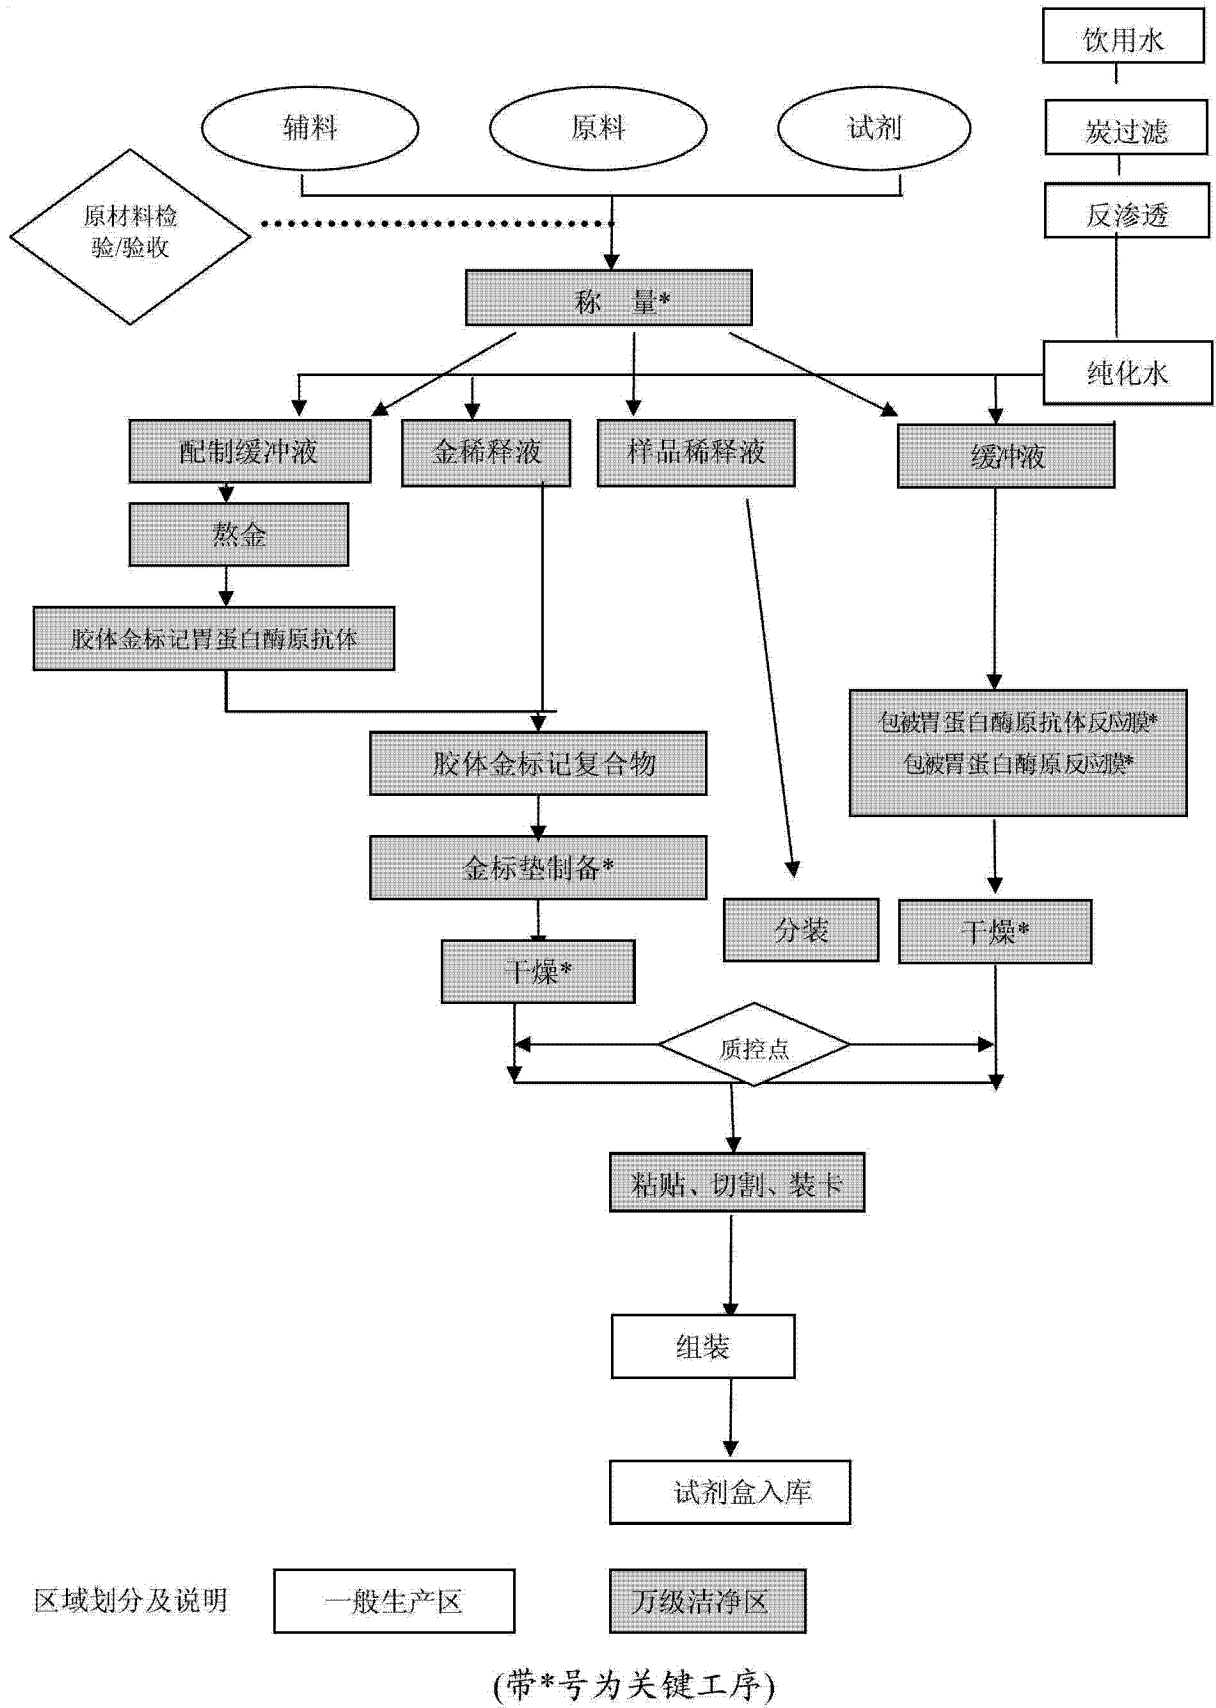 饮用水
辅料
原料
试剂
炭过滤
原材料检
验/验收
反渗透
称 量*
纯化水
配制缓冲液
金稀释液
样品稀释液
缓冲液
熬金
胶体金标记胃蛋白酶原抗体
包被胃蛋白酶原抗体反应膜*
包被胃蛋白酶原反应膜*
胶体金标记复合物
金标垫制备*
分装
干燥*
干燥*
质控点
粘贴、切割、装卡
组装
试剂盒入库
区域划分及说明
一般生产区
万级洁净区
(带*号为关键工序)